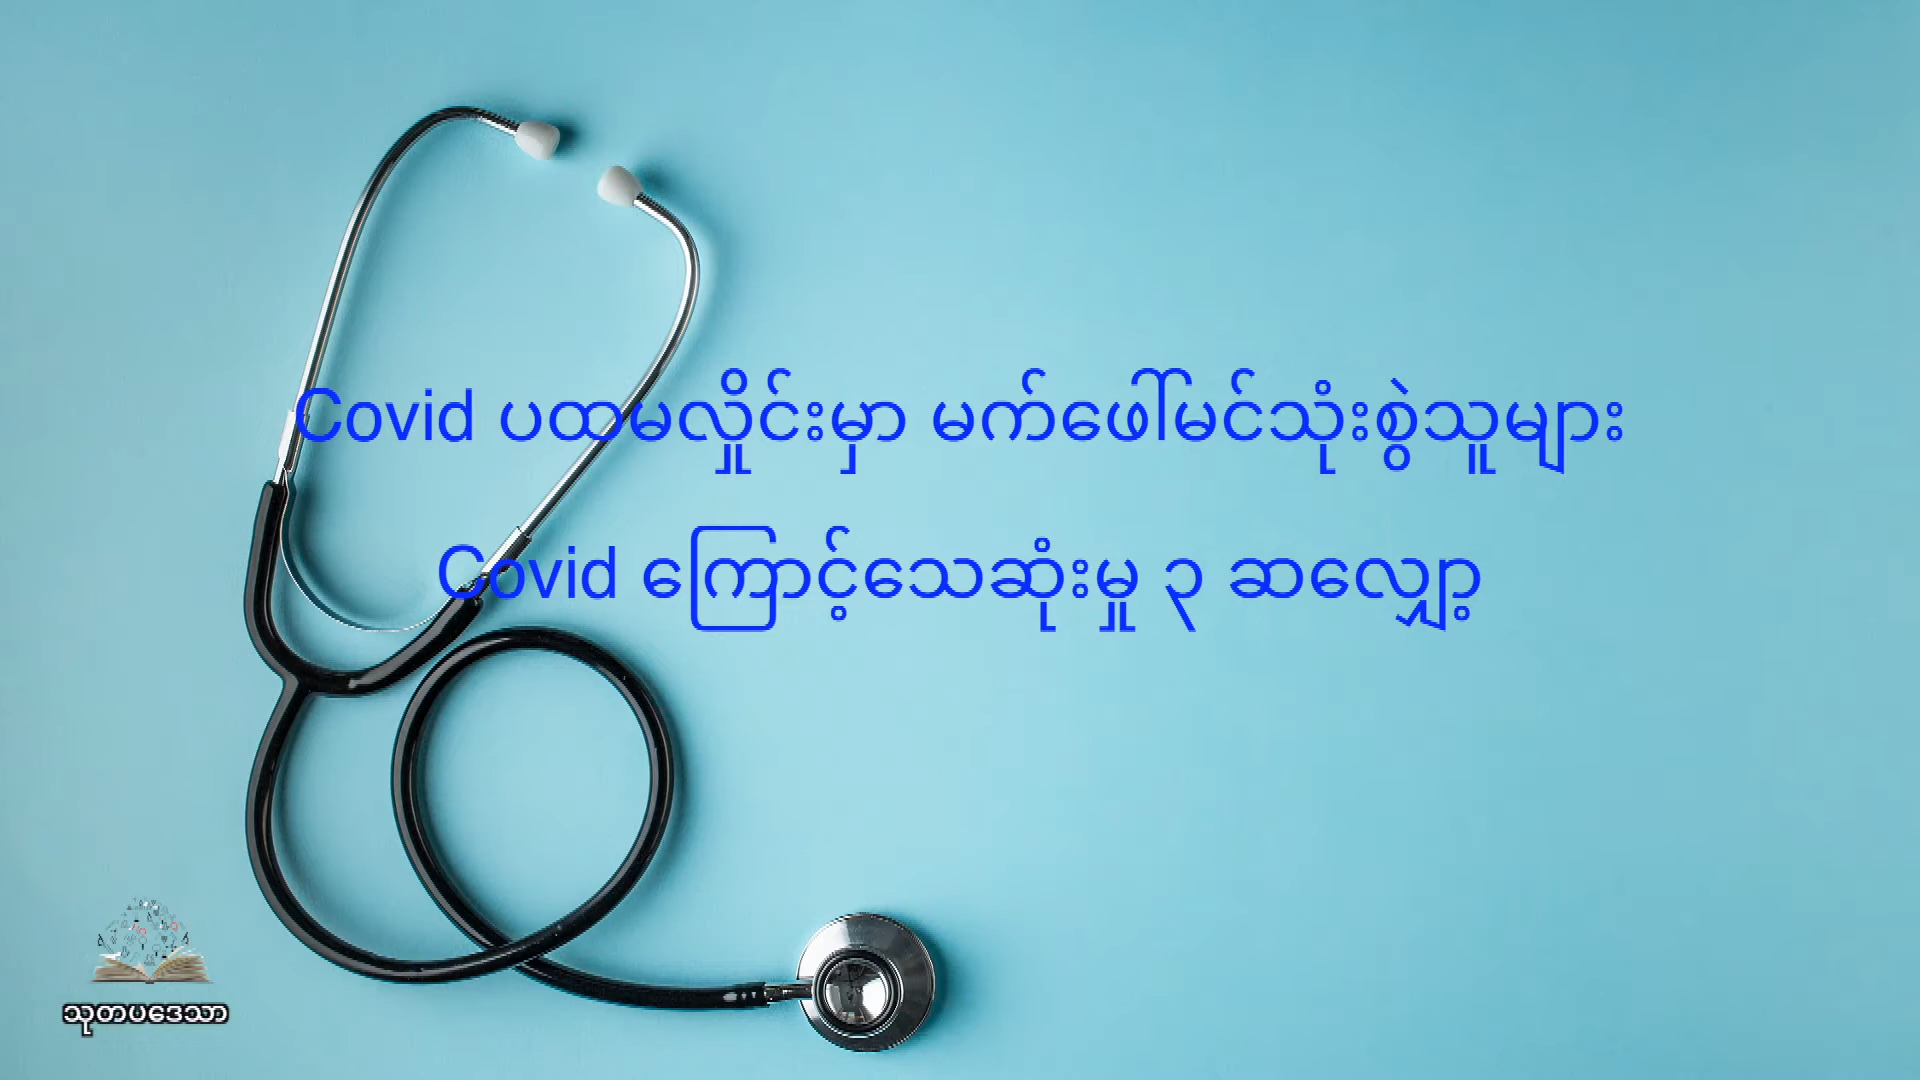 Covid ပထမလှိုင်းမှာ မက်ဖေါ်မင်သုံးစွဲသူများ
Covid ကြောင့်သေဆုံးမှု ၃ ဆလျှော့
သုတပဒေသာ